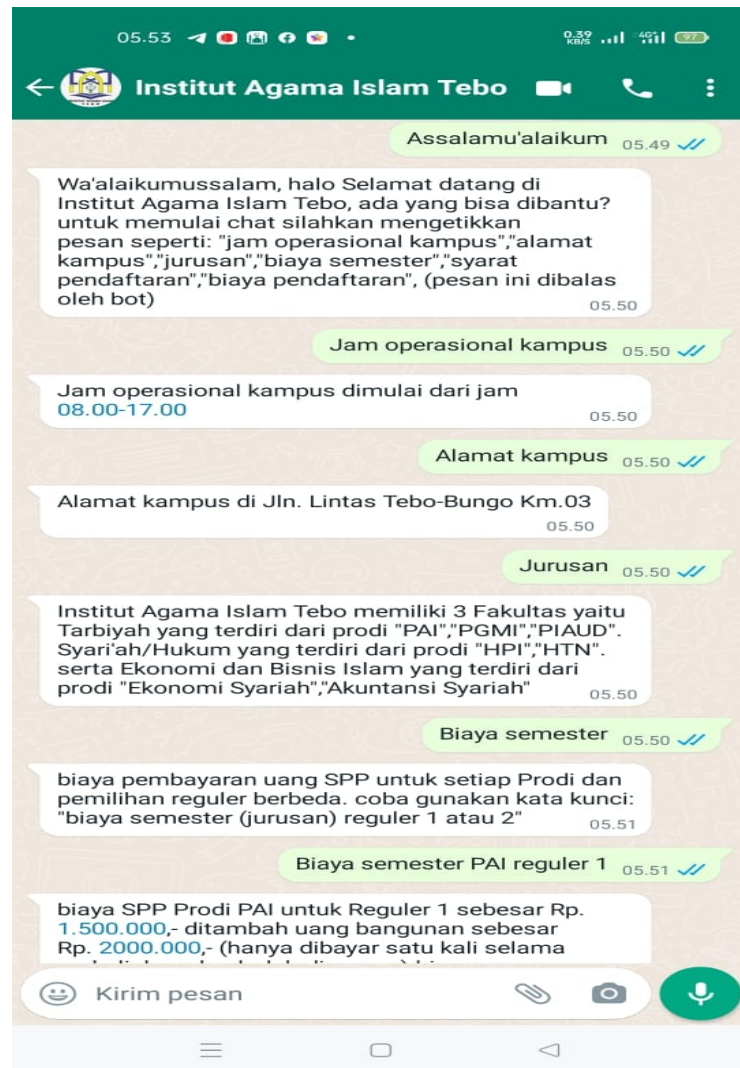 05.53
0.39 KB/S 4G 97
Institut Agama Islam Tebo
Assalamu'alaikum 05.49
Wa'alaikumussalam, halo Selamat datang di
Institut Agama Islam Tebo, ada yang bisa dibantu?
untuk memulai chat silahkan mengetikkan
pesan seperti: "jam operasional kampus","alamat
kampus","jurusan","biaya semester","syarat
pendaftaran","biaya pendaftaran", (pesan ini dibalas
oleh bot) 05.50
Jam operasional kampus 05.50
Jam operasional kampus dimulai dari jam
08.00-17.00 05.50
Alamat kampus 05.50
Alamat kampus di Jln. Lintas Tebo-Bungo Km.03
05.50
Jurusan 05.50
Institut Agama Islam Tebo memiliki 3 Fakultas yaitu
Tarbiyah yang terdiri dari prodi "PAI","PGMI","PIAUD".
Syari'ah/Hukum yang terdiri dari prodi "HPI","HTN".
serta Ekonomi dan Bisnis Islam yang terdiri dari
prodi "Ekonomi Syariah","Akuntansi Syariah" 05.50
Biaya semester 05.50
biaya pembayaran uang SPP untuk setiap Prodi dan
pemilihan reguler berbeda. coba gunakan kata kunci:
"biaya semester (jurusan) reguler 1 atau 2" 05.51
Biaya semester PAI reguler 1 05.51
biaya SPP Prodi PAI untuk Reguler 1 sebesar Rp.
1.500.000,- ditambah uang bangunan sebesar
Rp. 2000.000,- (hanya dibayar satu kali selama
Kirim pesan